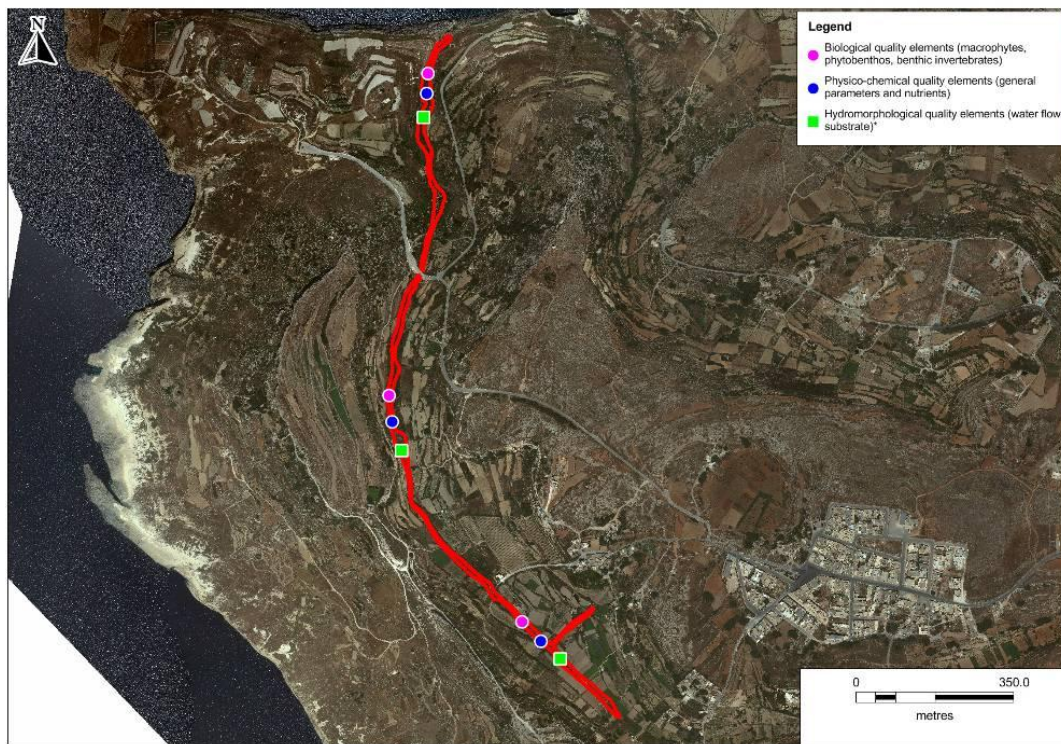 N
Legend
Biological quality elements (macrophytes,
phytobenthos, benthic invertebrates)
Physico-chemical quality elements (general
parameters and nutrients)
Hydromorphological quality elements (water flow
substrate)*
0 350.0
metres